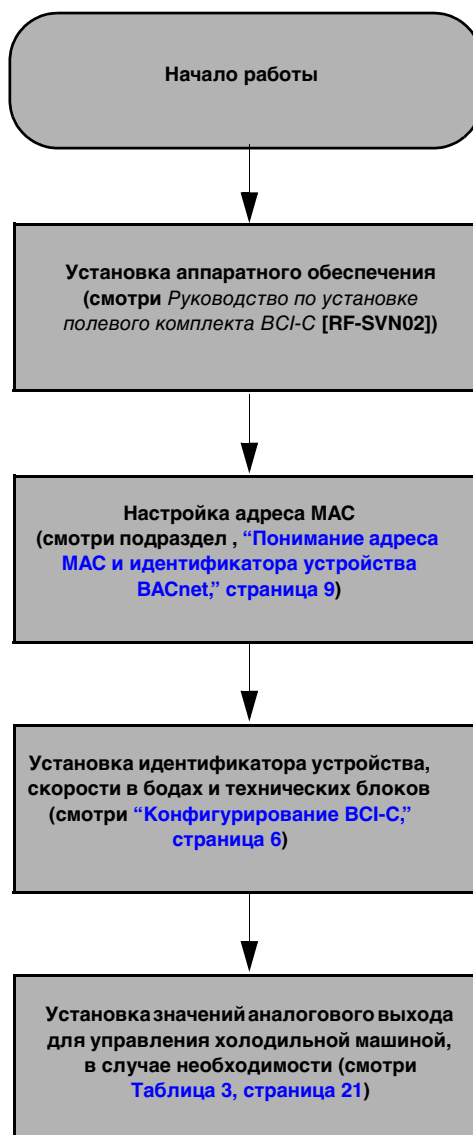 Начало работы
Установка аппаратного обеспечения
(смотри Руководство по установке
полевого комплекта BCI-C [RF-SVN02])
Настройка адреса MAC
(смотри подраздел , “Понимание адреса
MAC и идентификатора устройства
BACnet,” страница 9)
Установка идентификатора устройства,
скорости в бодах и технических блоков
(смотри “Конфигурирование BCI-C,”
страница 6)
Установка значений аналогового выхода
для управления холодильной машиной,
в случае необходимости (смотри
Таблица 3, страница 21)